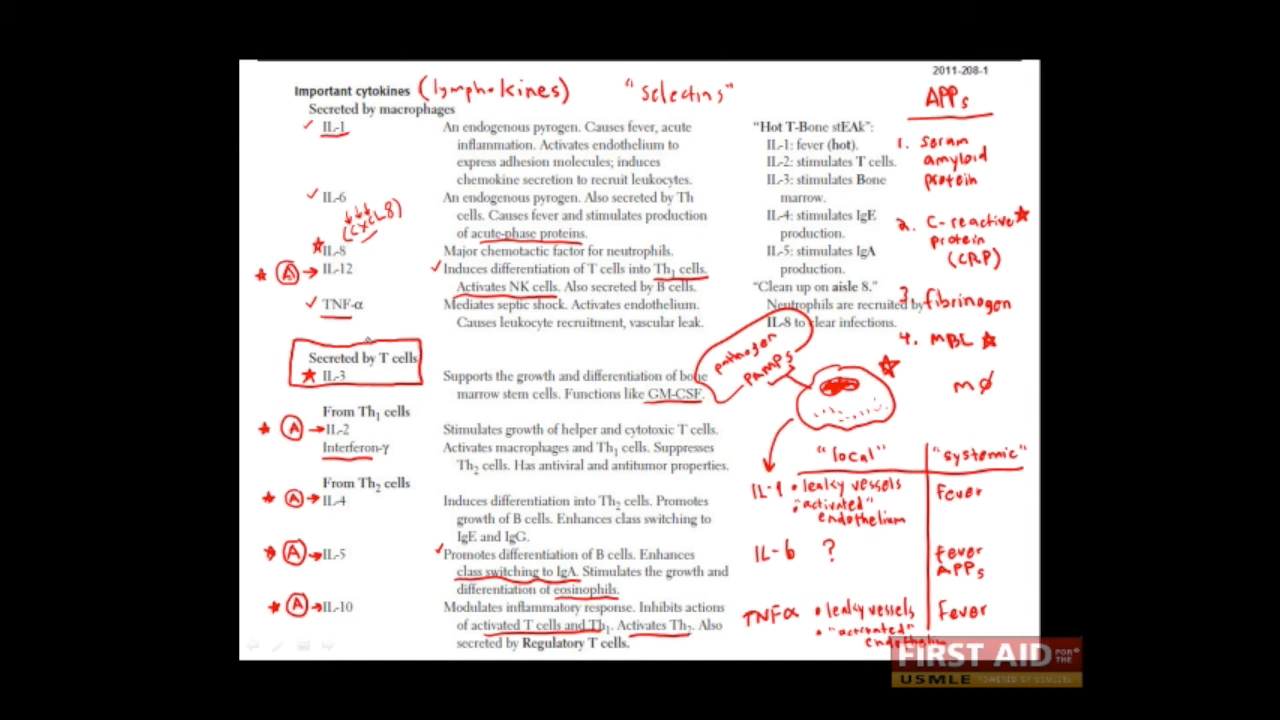 2011-208-1
Important cytokines (lymphokines) "selectins"
Secreted by macrophages
IL-1 An endogenous pyrogen. Causes fever, acute
inflammation. Activates endothelium to
express adhesion molecules; induces
chemokine secretion to recruit leukocytes.
IL-6 An endogenous pyrogen. Also secreted by Th
cells. Causes fever and stimulates production
of acute-phase proteins.
(CXCL8)
IL-8 Major chemotactic factor for neutrophils.
A → IL-12 Induces differentiation of T cells into Th1 cells.
Activates NK cells. Also secreted by B cells.
TNF-α Mediates septic shock. Activates endothelium.
Causes leukocyte recruitment, vascular leak.
Secreted by T cells
IL-3 Supports the growth and differentiation of bone
marrow stem cells. Functions like GM-CSF.
From Th1 cells
A → IL-2 Stimulates growth of helper and cytotoxic T cells.
Interferon-γ Activates macrophages and Th1 cells. Suppresses
Th2 cells. Has antiviral and antitumor properties.
From Th2 cells
A → IL-4 Induces differentiation into Th2 cells. Promotes
growth of B cells. Enhances class switching to
IgE and IgG.
A → IL-5 Promotes differentiation of B cells. Enhances
class switching to IgA. Stimulates the growth and
differentiation of eosinophils.
A → IL-10 Modulates inflammatory response. Inhibits actions
of activated T cells and Th1. Activates Th2. Also
secreted by Regulatory T cells.
"Hot T-Bone stEAk":
IL-1: fever (hot).
IL-2: stimulates T cells.
IL-3: stimulates Bone
marrow.
IL-4: stimulates IgE
production.
IL-5: stimulates IgA
production.
"Clean up on aisle 8."
Neutrophils are recruited by
IL-8 to clear infections.
APPs
1. serum
amyloid
protein
2. C-reactive
protein
(CRP)
3. fibrinogen
4. MBL
pathogen
PAMPs
mø
"local" "systemic"
IL-1 • leaky vessels Fever
• "activated"
endothelium
IL-6 ? fever
APPs
TNFα • leaky vessels Fever
• "activated"
endothelium
FIRST AID FOR THE
USMLE POWERED BY USMLERX